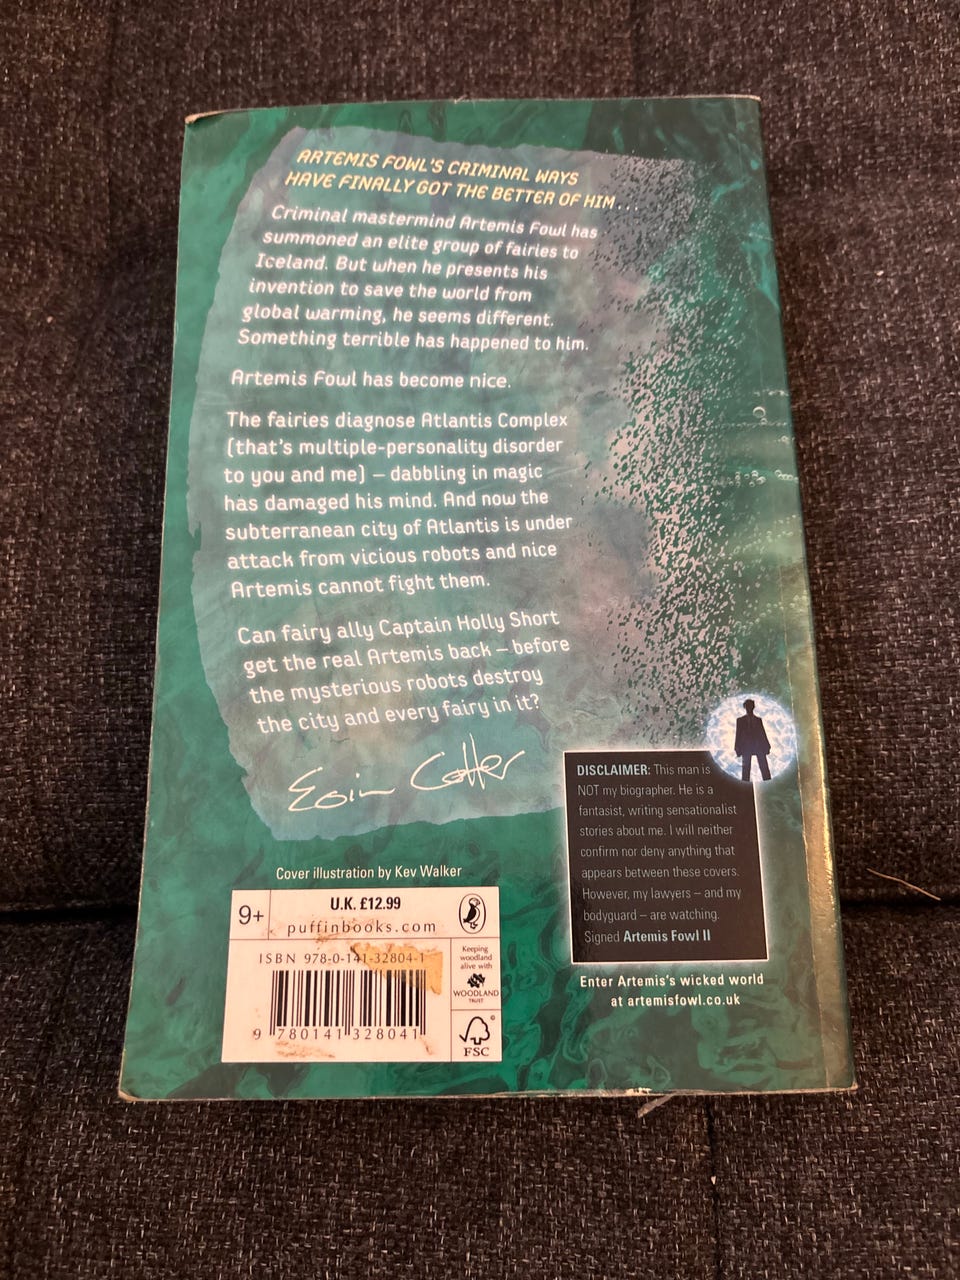 ARTEMIS FOWL'S CRIMINAL WAYS
HAVE FINALLY GOT THE BETTER OF HIM...
Criminal mastermind Artemis Fowl has
summoned an elite group of fairies to
Iceland. But when he presents his
invention to save the world from
global warming, he seems different.
Something terrible has happened to him.
Artemis Fowl has become nice.
The fairies diagnose Atlantis Complex
(that's multiple-personality disorder
to you and me) – dabbling in magic
has damaged his mind. And now the
subterranean city of Atlantis is under
attack from vicious robots and nice
Artemis cannot fight them.
Can fairy ally Captain Holly Short
get the real Artemis back – before
the mysterious robots destroy
the city and every fairy in it?
Eoin Colfer
DISCLAIMER: This man is
NOT my biographer. He is a
fantasist, writing sensationalist
stories about me. I will neither
confirm nor deny anything that
appears between these covers.
However, my lawyers – and my
bodyguard – are watching.
Signed Artemis Fowl II
Enter Artemis's wicked world
at artemisfowl.co.uk
Cover illustration by Kev Walker
9+
U.K. £12.99
puffinbooks.com
ISBN 978-0-141-32804-1
9 780141 328041
Keeping
woodland
alive with
WOODLAND
TRUST
©
FSC